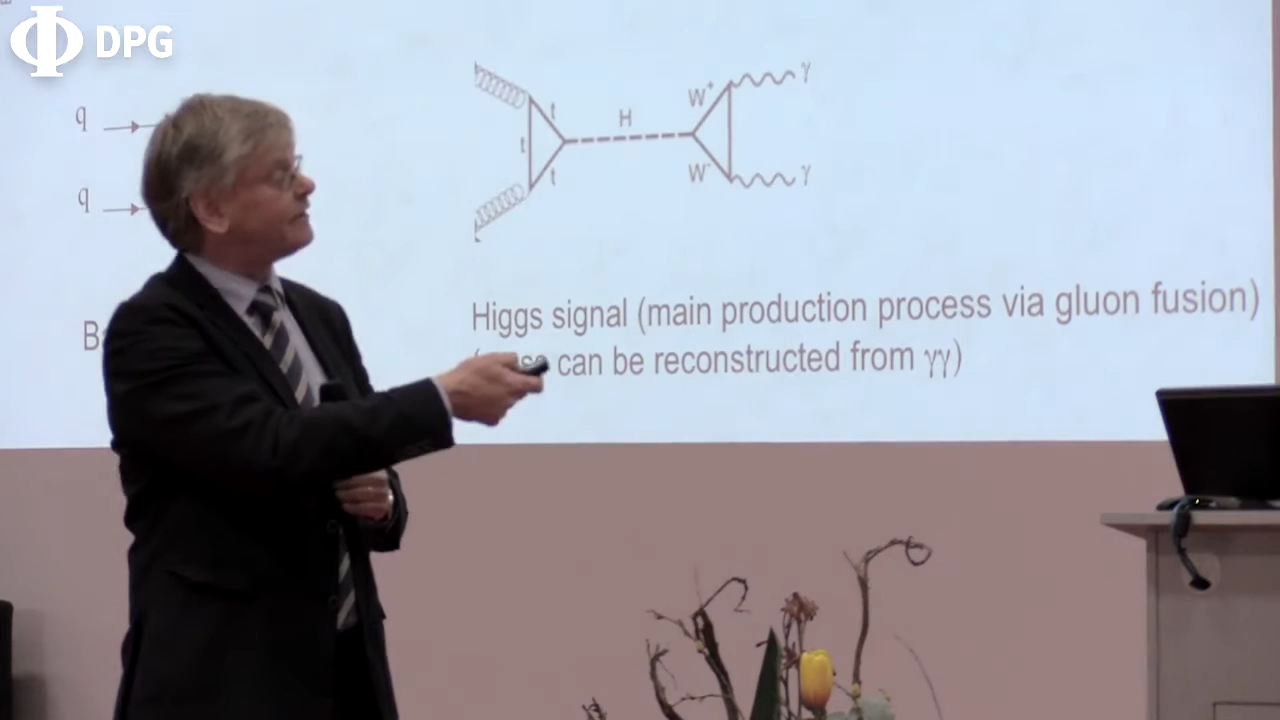 DPG
q
q
t
t
t
H
W+
W-
γ
γ
Higgs signal (main production process via gluon fusion)
can be reconstructed from γγ)